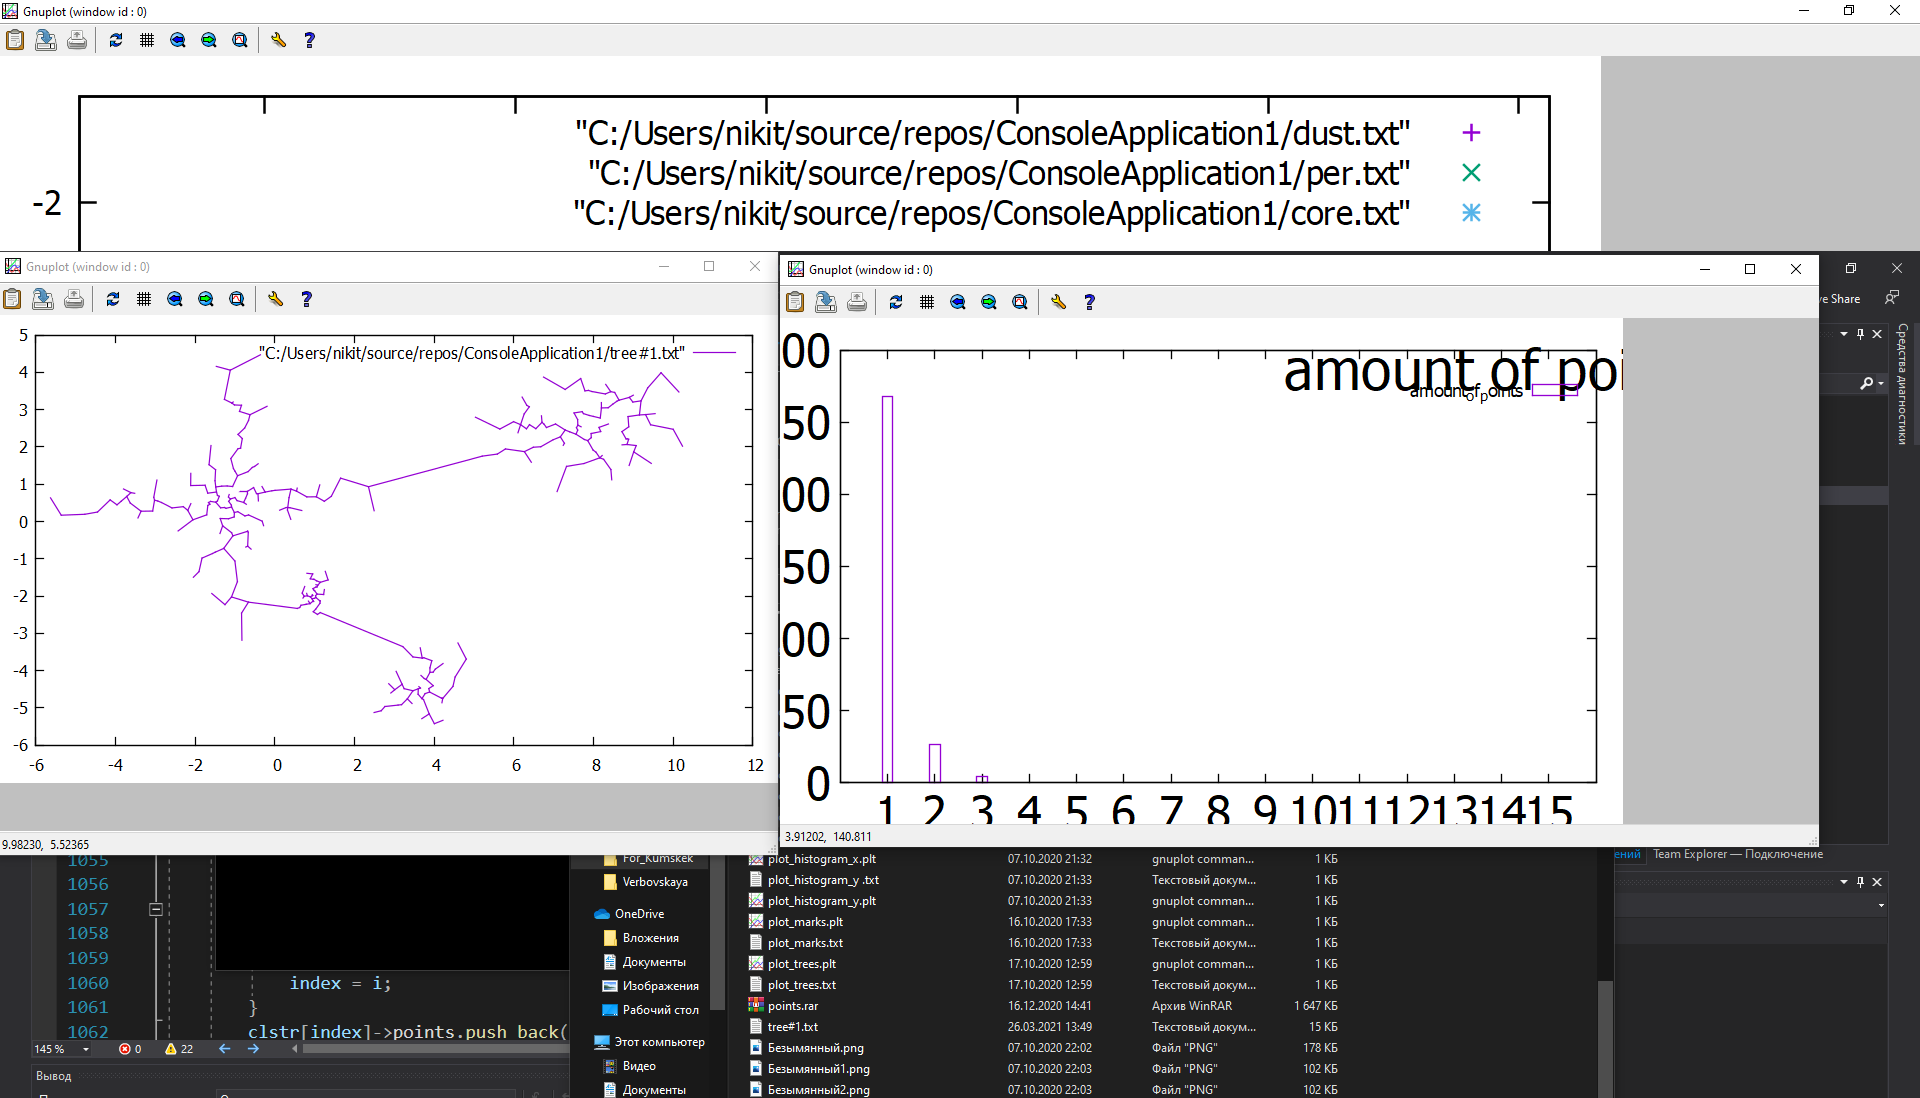 Gnuplot (window id : 0)
"C:/Users/nikit/source/repos/ConsoleApplication1/dust.txt"
"C:/Users/nikit/source/repos/ConsoleApplication1/per.txt"
-2
"C:/Users/nikit/source/repos/ConsoleApplication1/core.txt"
Gnuplot (window id : 0)
"C:/Users/nikit/source/repos/ConsoleApplication1/tree#1.txt"
5
4
3
2
1
0
-1
-2
-3
-4
-5
-6
-6 -4 -2 0 2 4 6 8 10 12
9.98230, 5.52365
Gnuplot (window id : 0)
amount of poi
amountofpoints
00
50
00
50
00
50
0
1 2 3 4 5 6 7 8 9 10 11 12 13 14 15
3.91202, 140.811
ve Share
Средства диагностики
ений Team Explorer — Подключение
1055
1056
1057
1058
1059
1060 index = i;
1061 }
1062 clstr[index]->points.push_back(
145 % 0 22
Вывод
For_Kumskek
Verbovskaya
OneDrive
Вложения
Документы
Изображения
Рабочий стол
Этот компьютер
Видео
Документы
plot_histogram_x.plt 07.10.2020 21:32 gnuplot comman... 1 КБ
plot_histogram_y .txt 07.10.2020 21:33 Текстовый докум... 1 КБ
plot_histogram_y.plt 07.10.2020 21:33 gnuplot comman... 1 КБ
plot_marks.plt 16.10.2020 17:33 gnuplot comman... 1 КБ
plot_marks.txt 16.10.2020 17:33 Текстовый докум... 1 КБ
plot_trees.plt 17.10.2020 12:59 gnuplot comman... 1 КБ
plot_trees.txt 17.10.2020 12:59 Текстовый докум... 1 КБ
points.rar 16.12.2020 14:41 Архив WinRAR 1 647 КБ
tree#1.txt 26.03.2021 13:49 Текстовый докум... 15 КБ
Безымянный.png 07.10.2020 22:02 Файл "PNG" 178 КБ
Безымянный1.png 07.10.2020 22:03 Файл "PNG" 102 КБ
Безымянный2.png 07.10.2020 22:03 Файл "PNG" 102 КБ